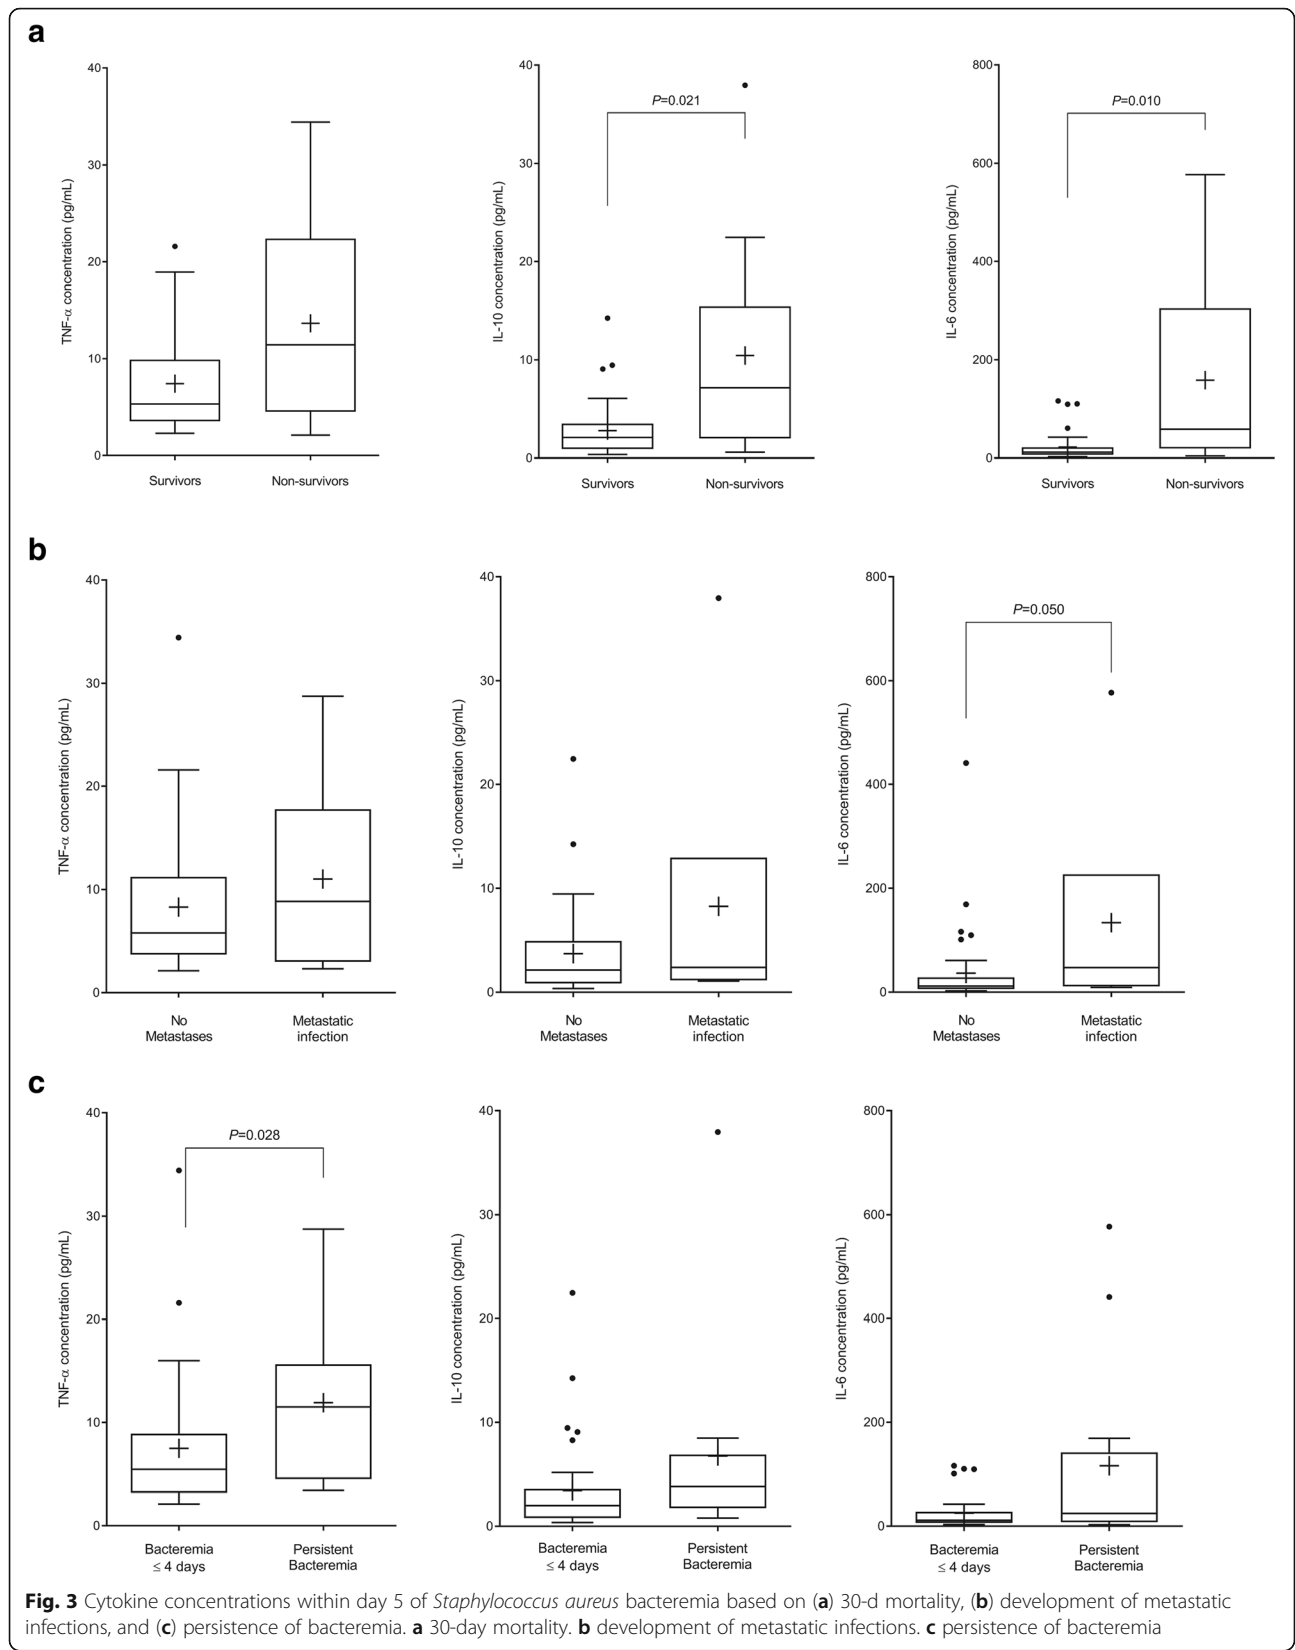 a
40
30
20
10
0
TNF-α concentration (pg/mL)
Survivors
Non-survivors
40
30
20
10
0
IL-10 concentration (pg/mL)
P=0.021
Survivors
Non-survivors
800
600
400
200
0
IL-6 concentration (pg/mL)
P=0.010
Survivors
Non-survivors
b
40
30
20
10
0
TNF-α concentration (pg/mL)
No
Metastases
Metastatic
infection
40
30
20
10
0
IL-10 concentration (pg/mL)
No
Metastases
Metastatic
infection
800
600
400
200
0
IL-6 concentration (pg/mL)
P=0.050
No
Metastases
Metastatic
infection
c
40
30
20
10
0
TNF-α concentration (pg/mL)
P=0.028
Bacteremia
≤ 4 days
Persistent
Bacteremia
40
30
20
10
0
IL-10 concentration (pg/mL)
Bacteremia
≤ 4 days
Persistent
Bacteremia
800
600
400
200
0
IL-6 concentration (pg/mL)
Bacteremia
≤ 4 days
Persistent
Bacteremia
Fig. 3 Cytokine concentrations within day 5 of Staphylococcus aureus bacteremia based on (a) 30-d mortality, (b) development of metastatic
infections, and (c) persistence of bacteremia. a 30-day mortality. b development of metastatic infections. c persistence of bacteremia